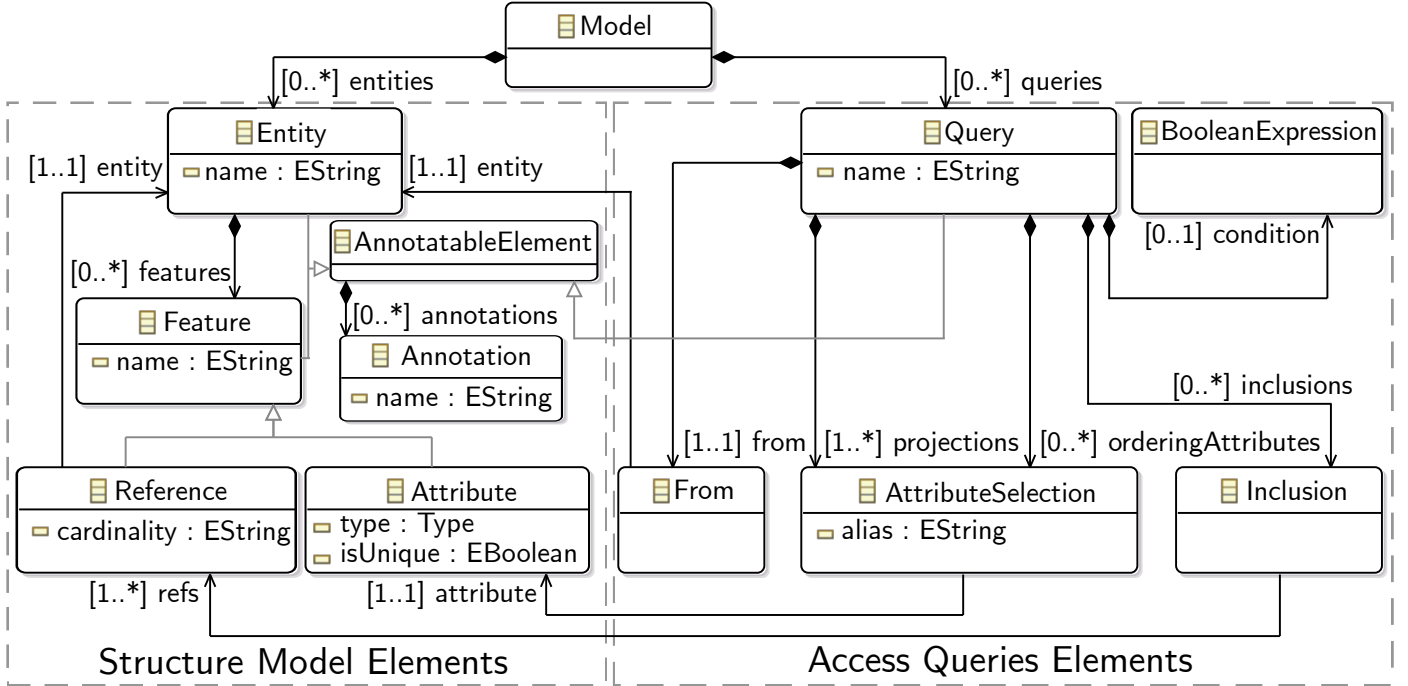 Model
[0..*] entities
[0..*] queries
Entity
name : EString
Query
name : EString
BooleanExpression
[1..1] entity
[1..1] entity
AnnotatableElement
[0..1] condition
[0..*] features
[0..*] annotations
Feature
name : EString
Annotation
name : EString
[0..*] inclusions
[1..1] from
[1..*] projections
[0..*] orderingAttributes
Reference
cardinality : EString
Attribute
type : Type
isUnique : EBoolean
From
AttributeSelection
alias : EString
Inclusion
[1..*] refs
[1..1] attribute
Structure Model Elements
Access Queries Elements